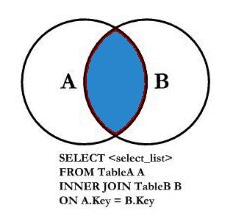 A B
SELECT <select_list>
FROM TableA A
INNER JOIN TableB B
ON A.Key = B.Key